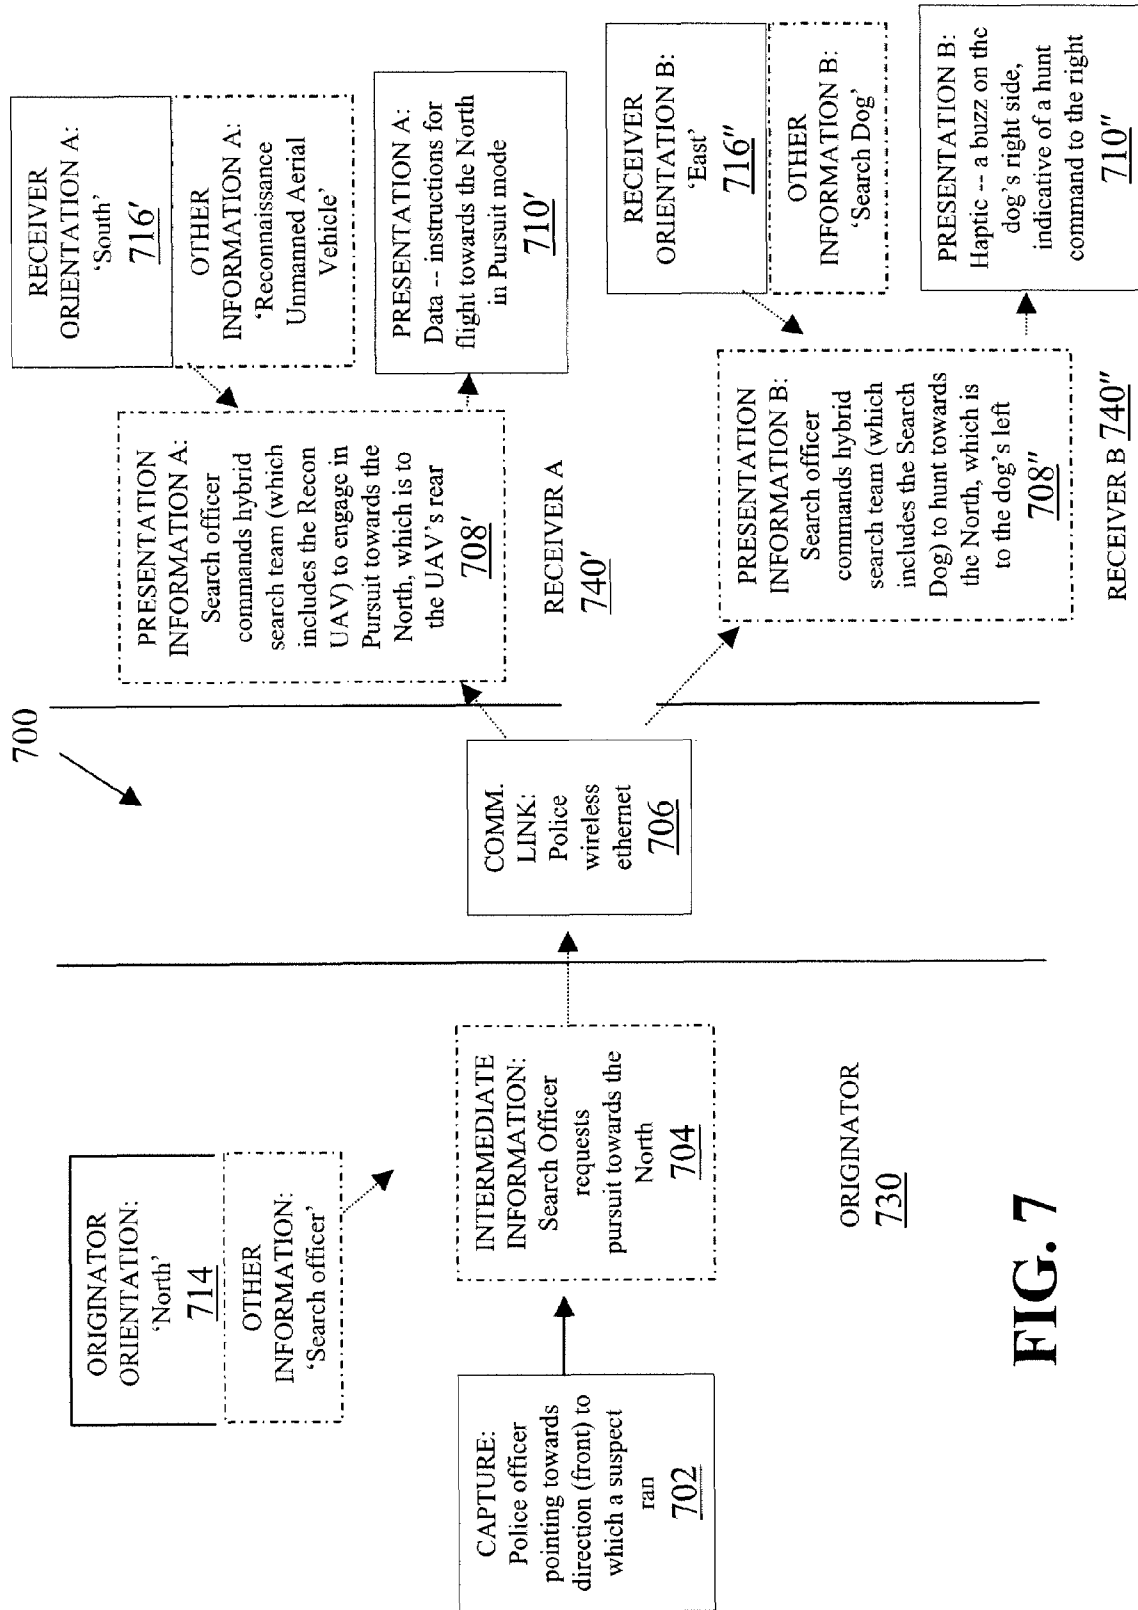 700
CAPTURE:
Police officer
pointing towards
direction (front) to
which a suspect
ran
702
ORIGINATOR
ORIENTATION:
‘North’
714
OTHER
INFORMATION:
‘Search officer’
INTERMEDIATE
INFORMATION:
Search Officer
requests
pursuit towards the
North
704
ORIGINATOR
730
COMM.
LINK:
Police
wireless
ethernet
706
PRESENTATION
INFORMATION A:
Search officer
commands hybrid
search team (which
includes the Recon
UAV) to engage in
Pursuit towards the
North, which is to
the UAV’s rear
708′
RECEIVER A
740′
RECEIVER
ORIENTATION A:
‘South’
716′
OTHER
INFORMATION A:
‘Reconnaissance
Unmanned Aerial
Vehicle’
PRESENTATION A:
Data -- instructions for
flight towards the North
in Pursuit mode
710′
PRESENTATION
INFORMATION B:
Search officer
commands hybrid
search team (which
includes the Search
Dog) to hunt towards
the North, which is
to the dog’s left
708″
RECEIVER B 740″
RECEIVER
ORIENTATION B:
‘East’
716″
OTHER
INFORMATION B:
‘Search Dog’
PRESENTATION B:
Haptic -- a buzz on the
dog’s right side,
indicative of a hunt
command to the right
710″
FIG. 7